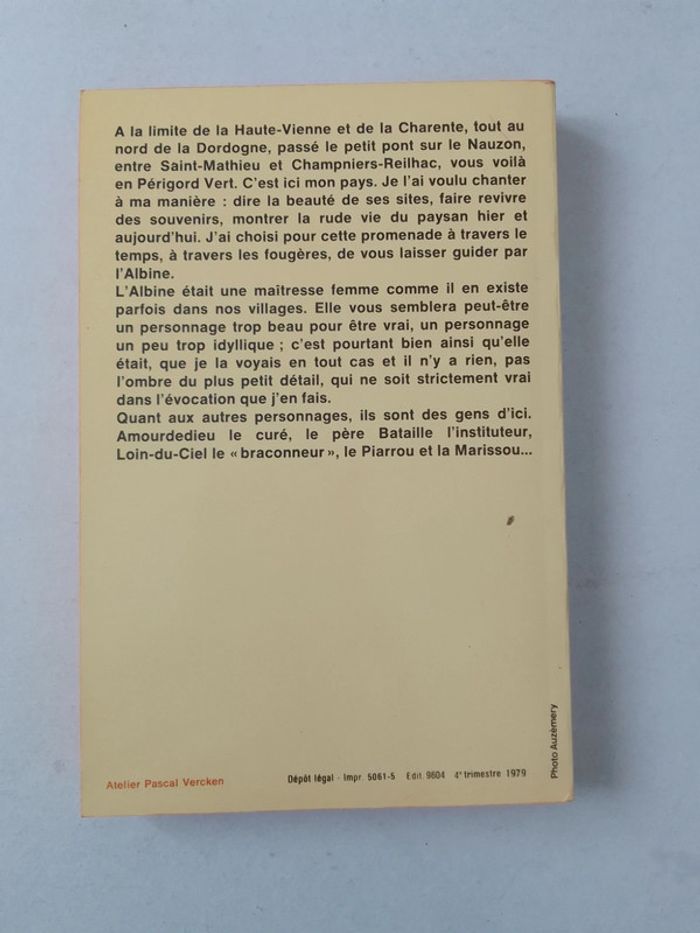 A la limite de la Haute-Vienne et de la Charente, tout au
nord de la Dordogne, passé le petit pont sur le Nauzon,
entre Saint-Mathieu et Champniers-Reilhac, vous voilà
en Périgord Vert. C'est ici mon pays. Je l'ai voulu chanter
à ma manière : dire la beauté de ses sites, faire revivre
des souvenirs, montrer la rude vie du paysan hier et
aujourd'hui. J'ai choisi pour cette promenade à travers le
temps, à travers les fougères, de vous laisser guider par
l'Albine.
L'Albine était une maîtresse femme comme il en existe
parfois dans nos villages. Elle vous semblera peut-être
un personnage trop beau pour être vrai, un personnage
un peu trop idyllique ; c'est pourtant bien ainsi qu'elle
était, que je la voyais en tout cas et il n'y a rien, pas
l'ombre du plus petit détail, qui ne soit strictement vrai
dans l'évocation que j'en fais.
Quant aux autres personnages, ils sont des gens d'ici.
Amourdedieu le curé, le père Bataille l'instituteur,
Loin-du-Ciel le « braconneur », le Piarrou et la Marissou...
Photo Auzèmery
Atelier Pascal Vercken
Dépôt légal - Impr. 5061-5 Edit. 9604 4e trimestre 1979